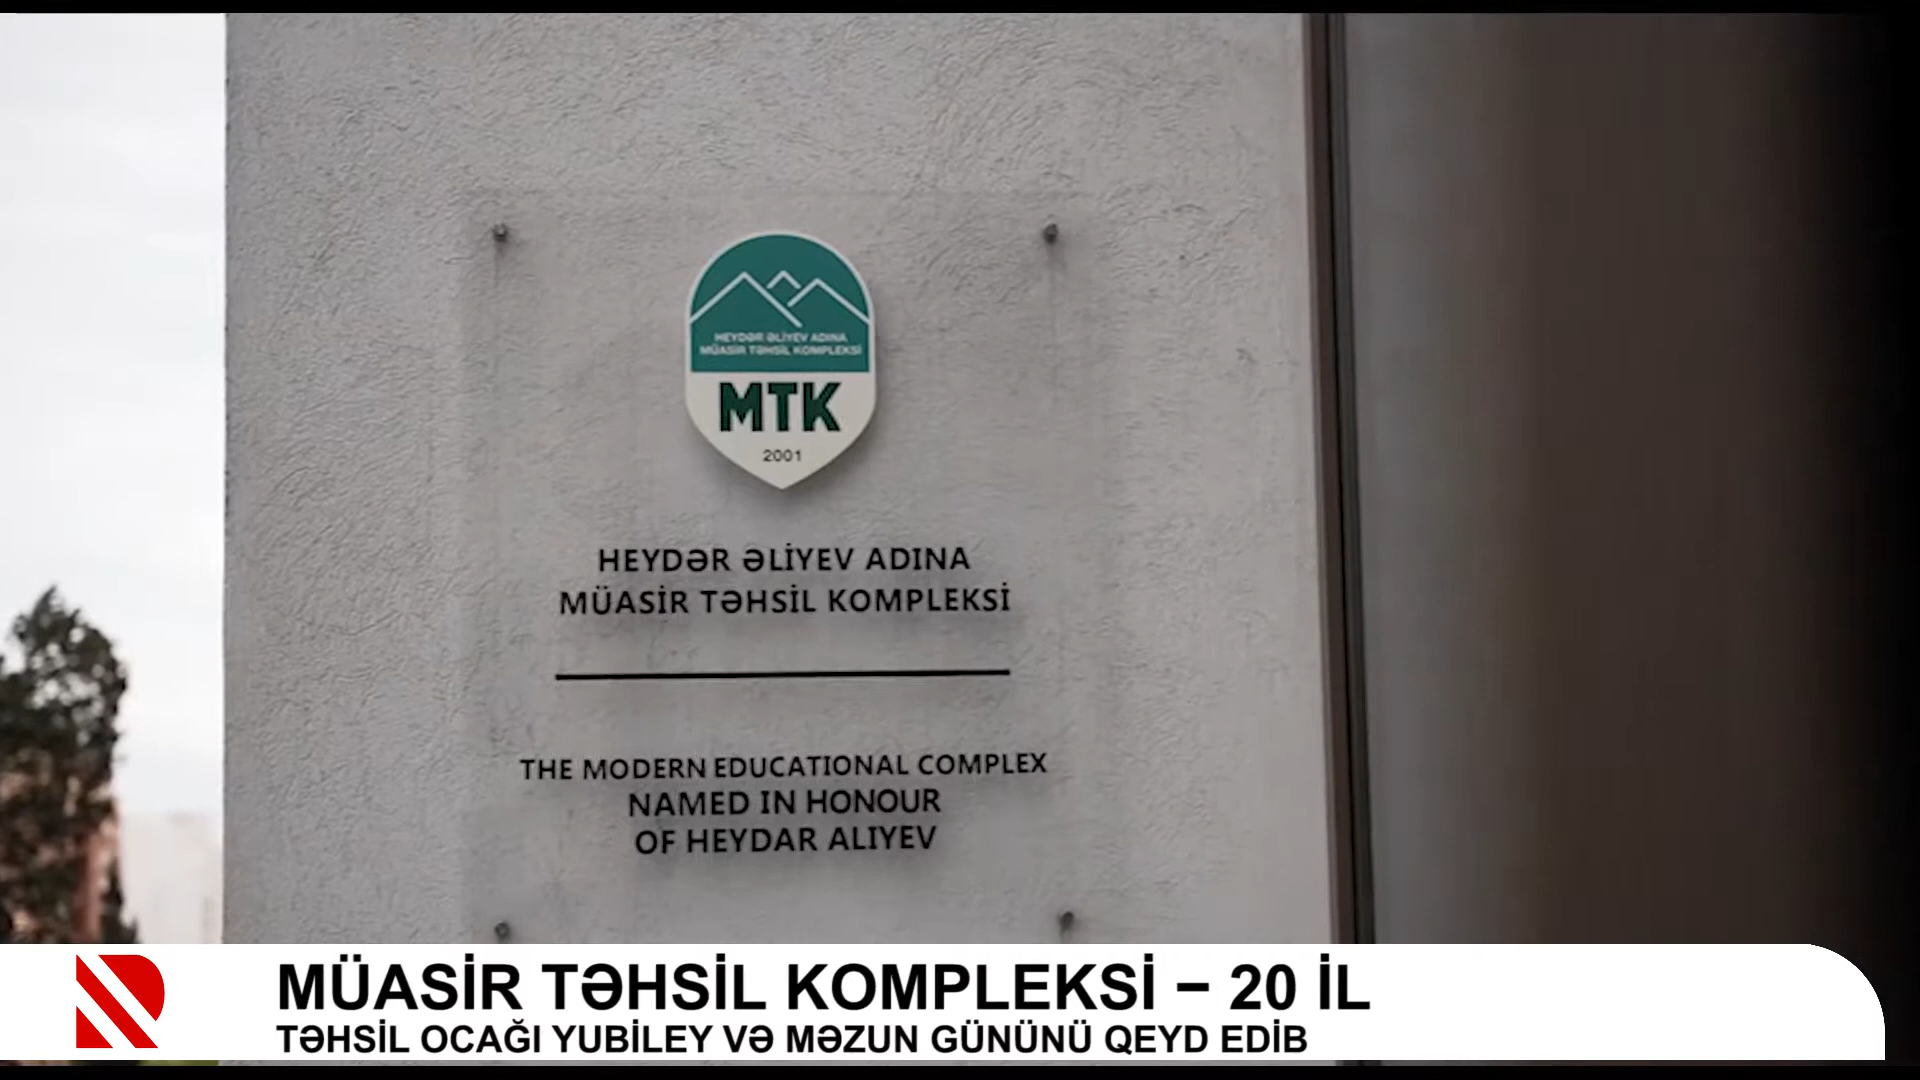 HEYDƏR ƏLİYEV ADINA
MÜASİR TƏHSİL KOMPLEKSİ
MTK
2001
HEYDƏR ƏLİYEV ADINA
MÜASİR TƏHSİL KOMPLEKSİ
THE MODERN EDUCATIONAL COMPLEX
NAMED IN HONOUR
OF HEYDAR ALIYEV
MÜASİR TƏHSİL KOMPLEKSİ – 20 İL
TƏHSİL OCAĞI YUBİLEY VƏ MƏZUN GÜNÜNÜ QEYD EDİB